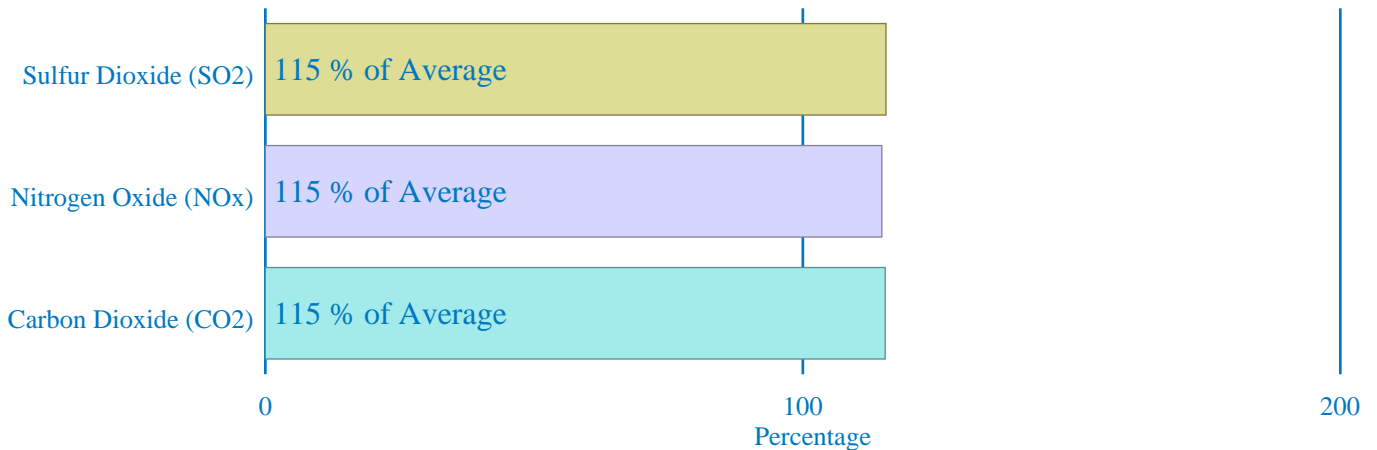 Sulfur Dioxide (SO2)
115 % of Average
Nitrogen Oxide (NOx)
115 % of Average
Carbon Dioxide (CO2)
115 % of Average
0
100
200
Percentage